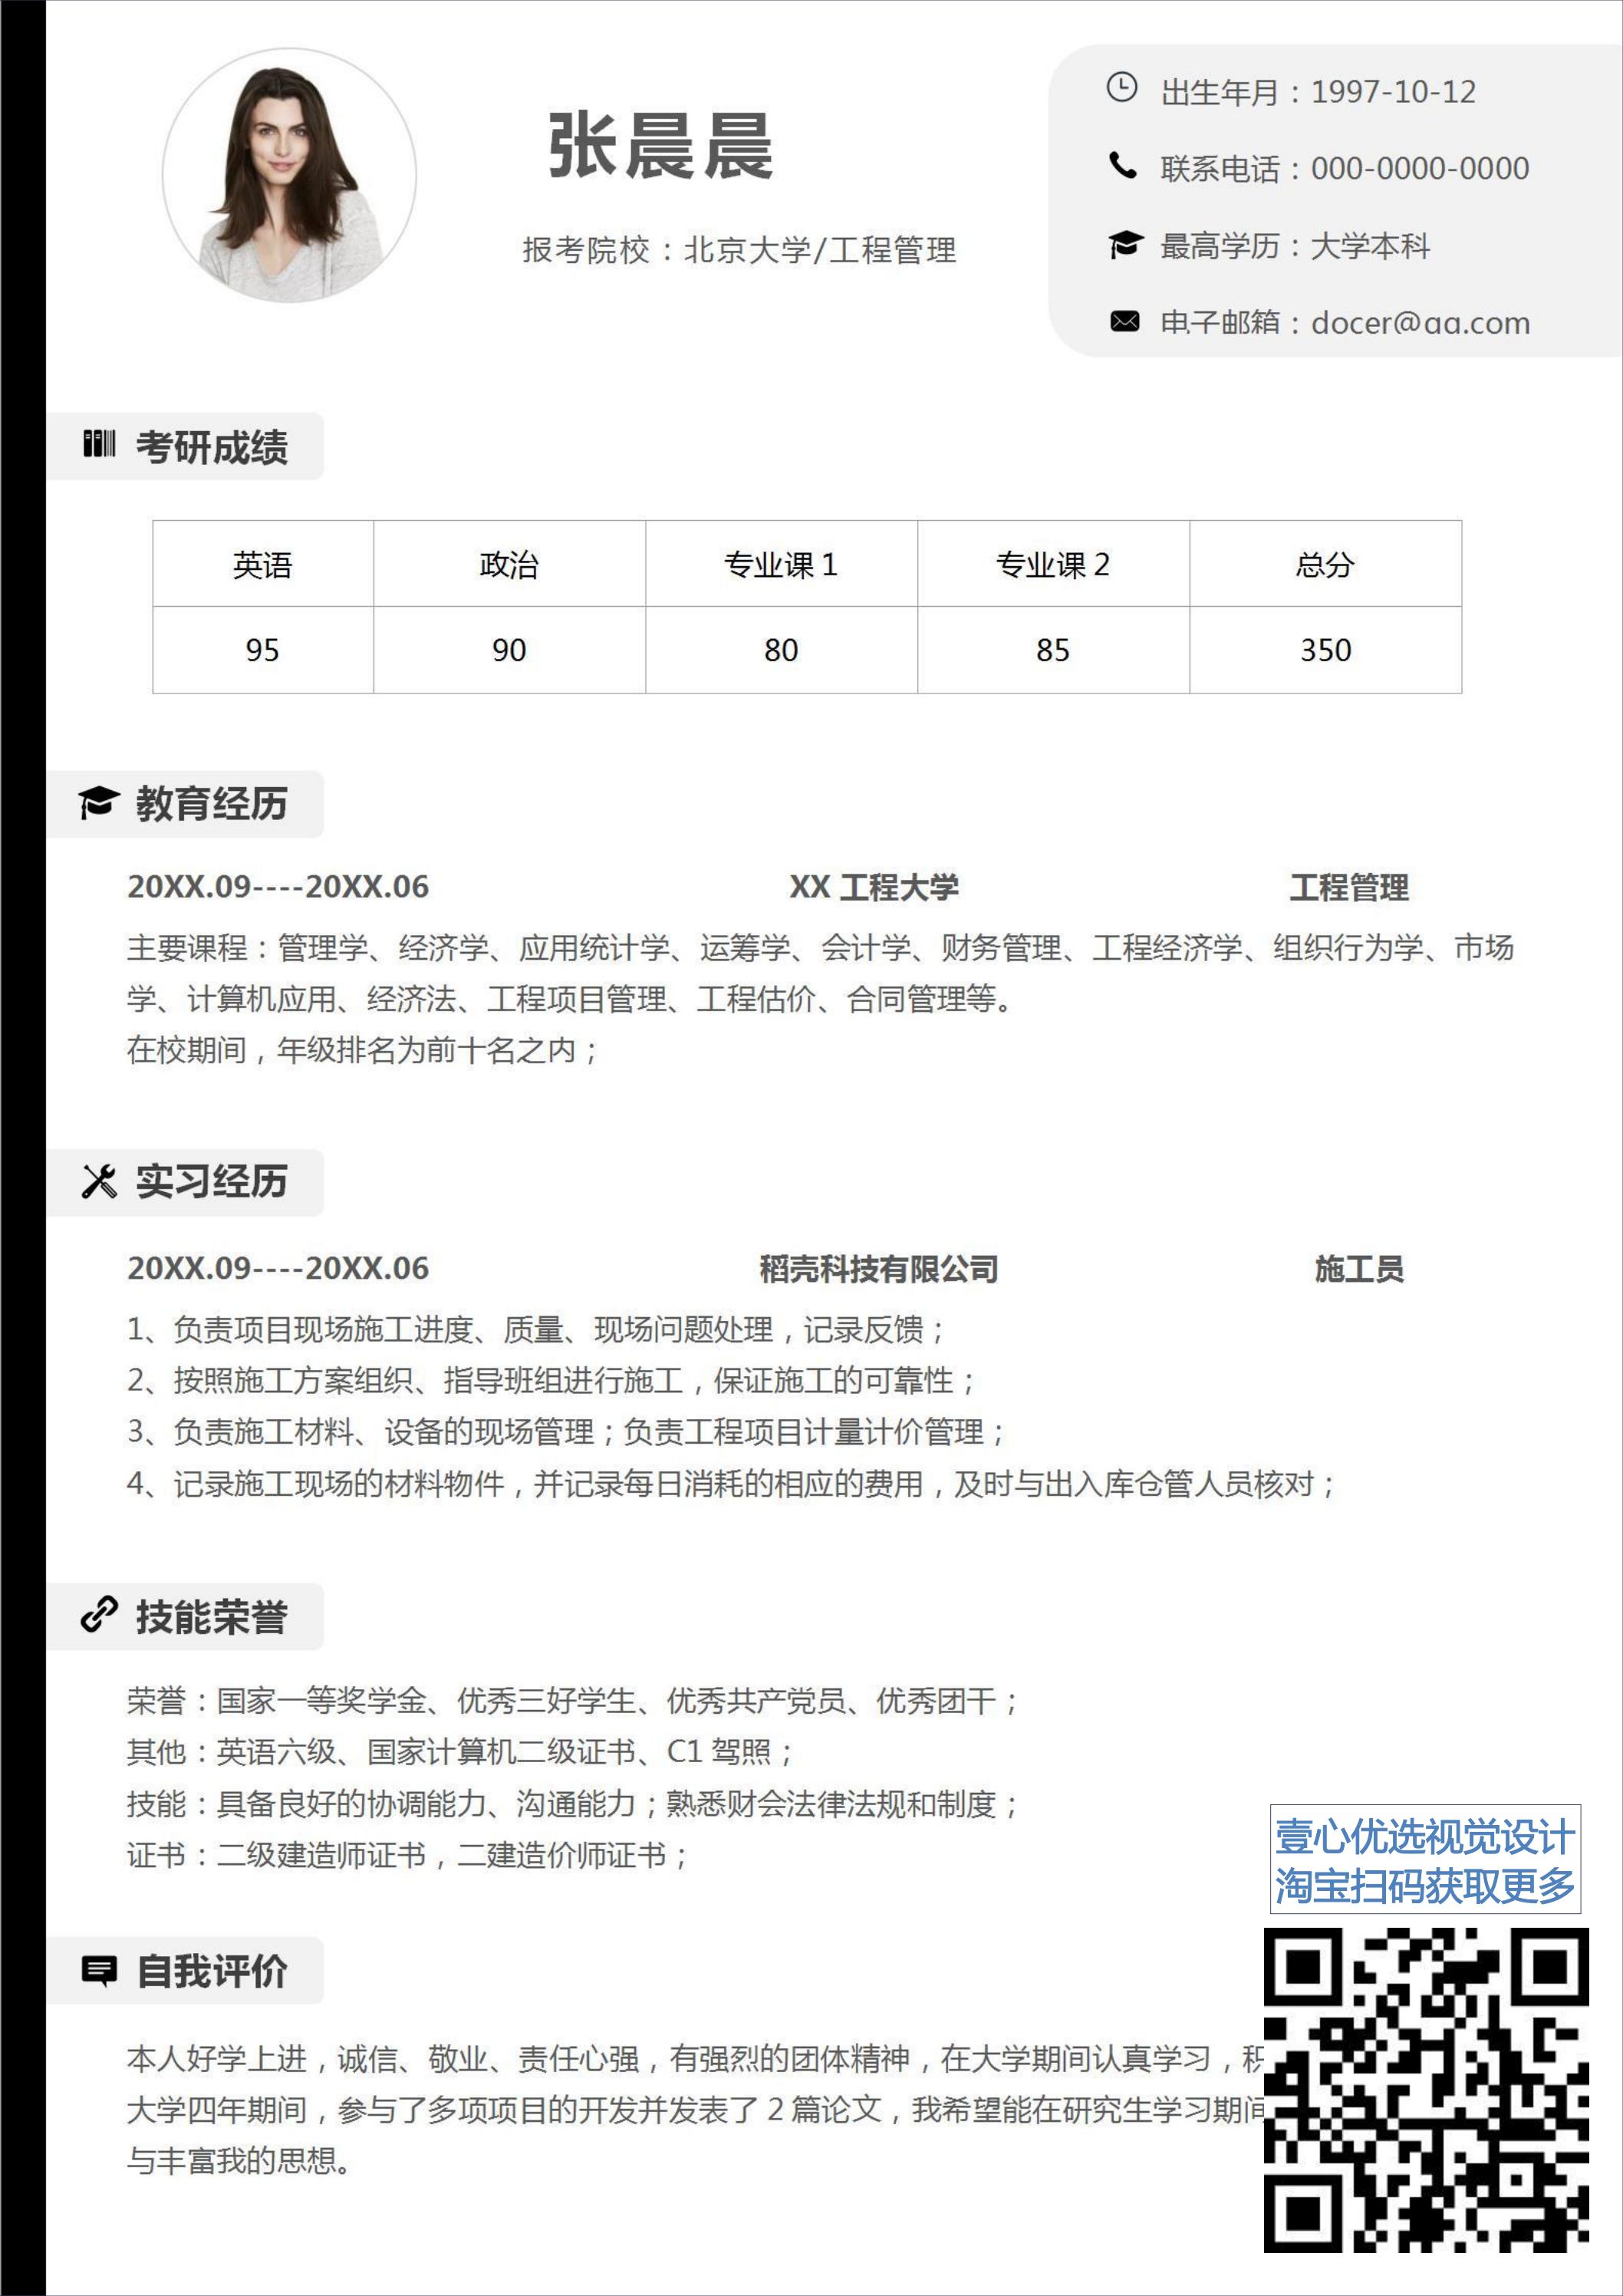 张晨晨
报考院校：北京大学/工程管理
出生年月：1997-10-12
联系电话：000-0000-0000
最高学历：大学本科
电子邮箱：docer@aa.com
考研成绩
英语 政治 专业课 1 专业课 2 总分
95 90 80 85 350
教育经历
20XX.09----20XX.06 XX 工程大学 工程管理
主要课程：管理学、经济学、应用统计学、运筹学、会计学、财务管理、工程经济学、组织行为学、市场
学、计算机应用、经济法、工程项目管理、工程估价、合同管理等。
在校期间，年级排名为前十名之内；
实习经历
20XX.09----20XX.06 稻壳科技有限公司 施工员
1、负责项目现场施工进度、质量、现场问题处理，记录反馈；
2、按照施工方案组织、指导班组进行施工，保证施工的可靠性；
3、负责施工材料、设备的现场管理；负责工程项目计量计价管理；
4、记录施工现场的材料物件，并记录每日消耗的相应的费用，及时与出入库仓管人员核对；
技能荣誉
荣誉：国家一等奖学金、优秀三好学生、优秀共产党员、优秀团干；
其他：英语六级、国家计算机二级证书、C1 驾照；
技能：具备良好的协调能力、沟通能力；熟悉财会法律法规和制度；
证书：二级建造师证书，二建造价师证书；
壹心优选视觉设计
淘宝扫码获取更多
自我评价
本人好学上进，诚信、敬业、责任心强，有强烈的团体精神，在大学期间认真学习，
大学四年期间，参与了多项项目的开发并发表了 2 篇论文，我希望能在研究生学习期间
与丰富我的思想。